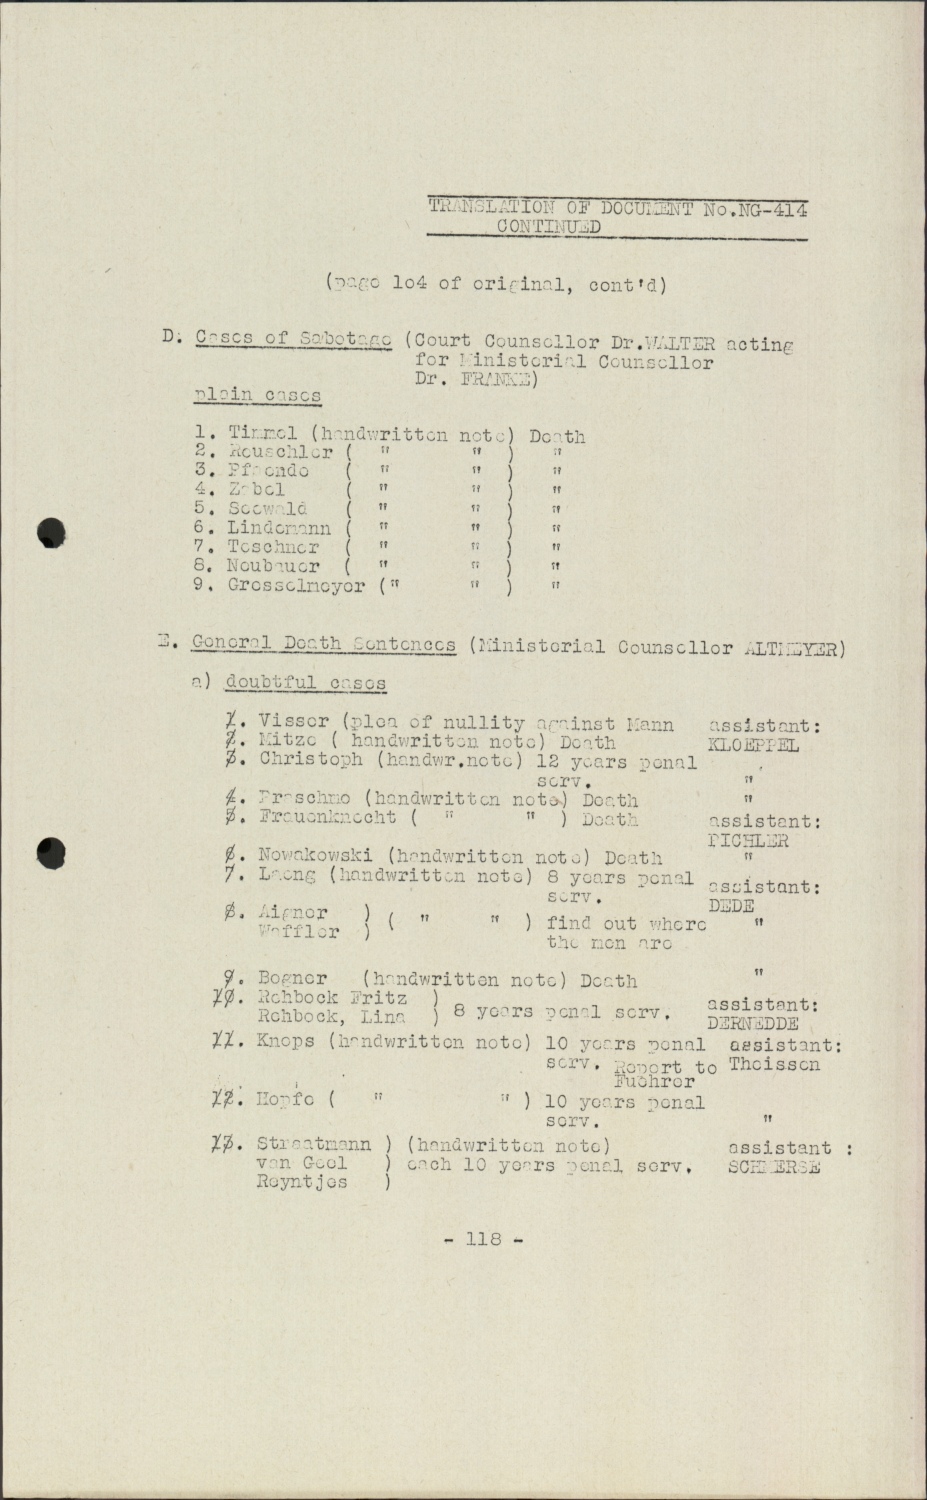 TRANSLATION OF DOCUMENT No.NG-414
CONTINUED
(page 1o4 of original, cont'd)
D. Cases of Sabotage (Court Counsellor Dr.WALTER acting
for Ministerial Counsellor
Dr. FRANKE)
plain cases
1. Timmel (handwritten note) Death
2. Reuschler ( " " ) "
3. Pfaende ( " " ) "
4. Zabel ( " " ) "
5. Seewald ( " " ) "
6. Lindemann ( " " ) "
7. Teschner ( " " ) "
8. Neubauer ( " " ) "
9. Gresselmeyer (" " ) "
E. General Death Sentences (Ministerial Counsellor ALTMEYER)
a) doubtful cases
1. Visser (plea of nullity against Mann assistant:
2. Mitze ( handwritten note) Death KLOEPPEL
3. Christoph (handwr.note) 12 years penal
serv. "
4. Praschno (handwritten note) Death "
5. Frauenknecht ( " " ) Death assistant:
PICHLER
6. Nowakowski (handwritten note) Death "
7. Laeng (handwritten note) 8 years penal assistant:
serv. DEDE
8. Aigner ) ( " " ) find out where "
Waffler ) the men are
9. Bogner (handwritten note) Death "
10. Rehbock Fritz ) 8 years penal serv. assistant:
Rehbock, Lina ) DERNEDDE
11. Knops (handwritten note) 10 years penal assistant:
serv. Report to Theissen
Fuehrer
12. Hopfe ( " " ) 10 years penal
serv. "
13. Straatmann ) (handwritten note) assistant :
van Geel ) each 10 years penal serv. SCHMERSE
Reyntjes )
- 118 -